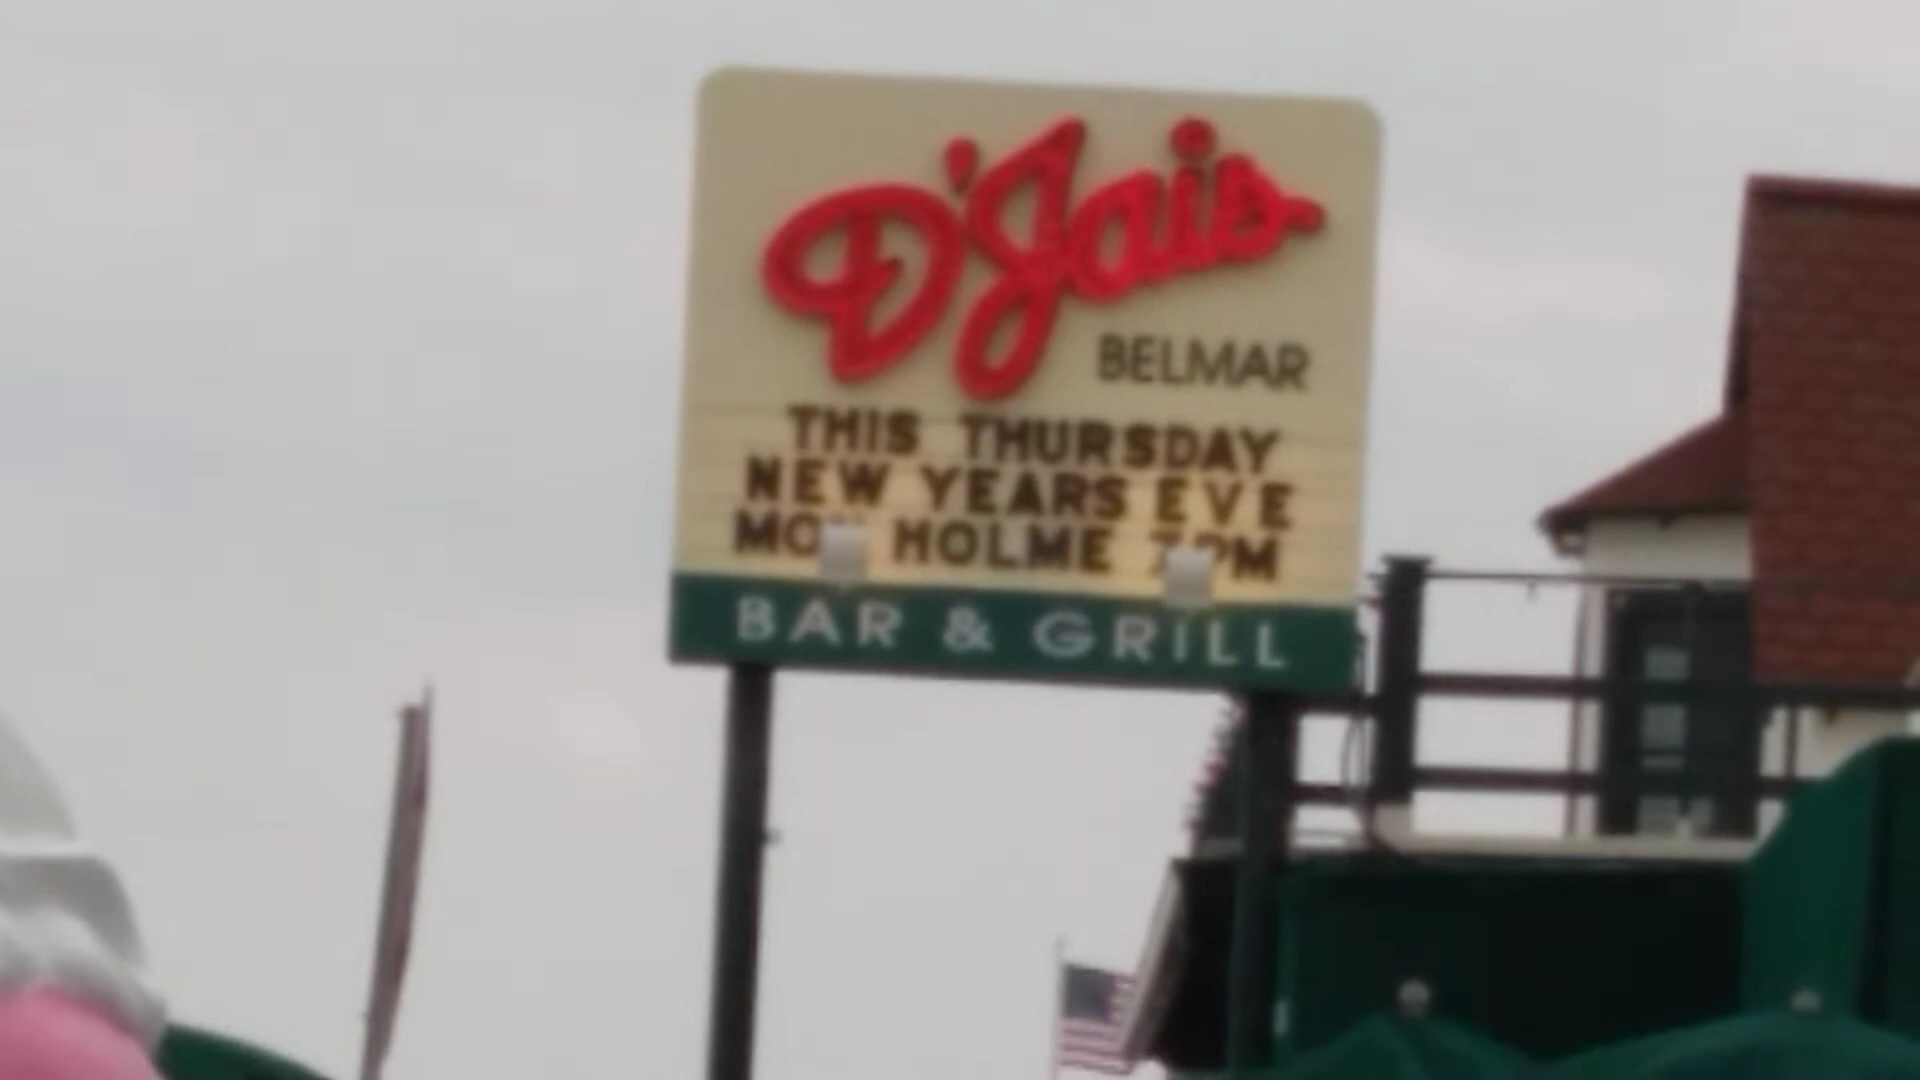 D'Jais
BELMAR
THIS THURSDAY
NEW YEARS EVE
HOLME
BAR & GRILL